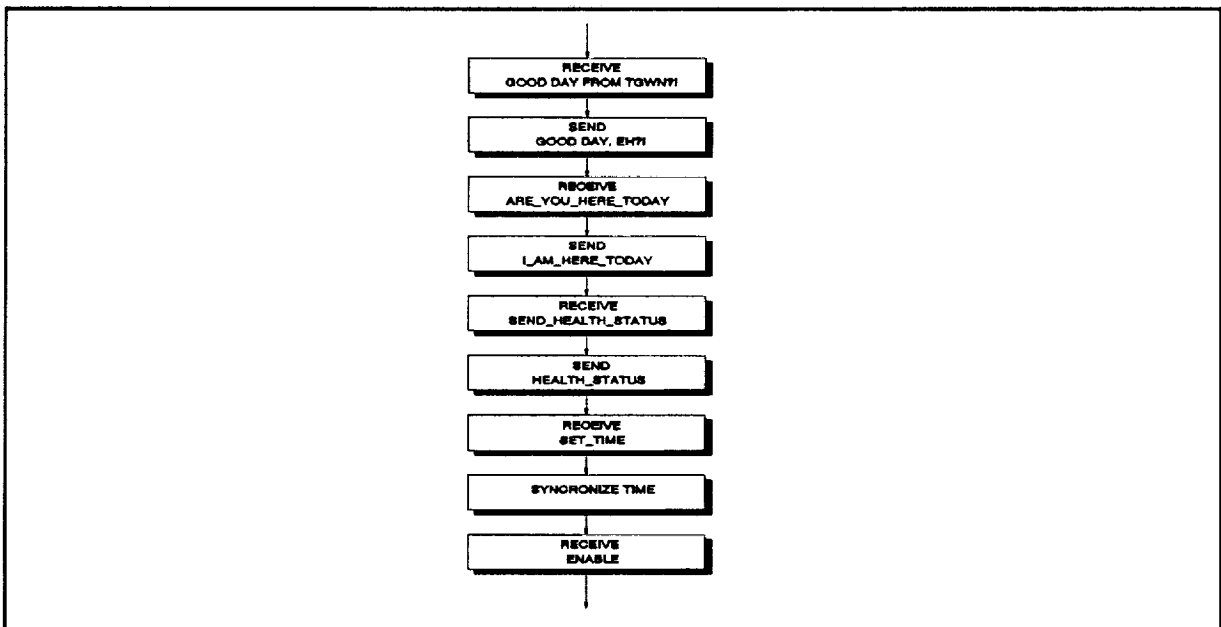 RECEIVE
GOOD DAY FROM TGWN?!
SEND
GOOD DAY, EH?!
RECEIVE
ARE_YOU_HERE_TODAY
SEND
I_AM_HERE_TODAY
RECEIVE
SEND_HEALTH_STATUS
SEND
HEALTH_STATUS
RECEIVE
SET_TIME
SYNCRONIZE TIME
RECEIVE
ENABLE